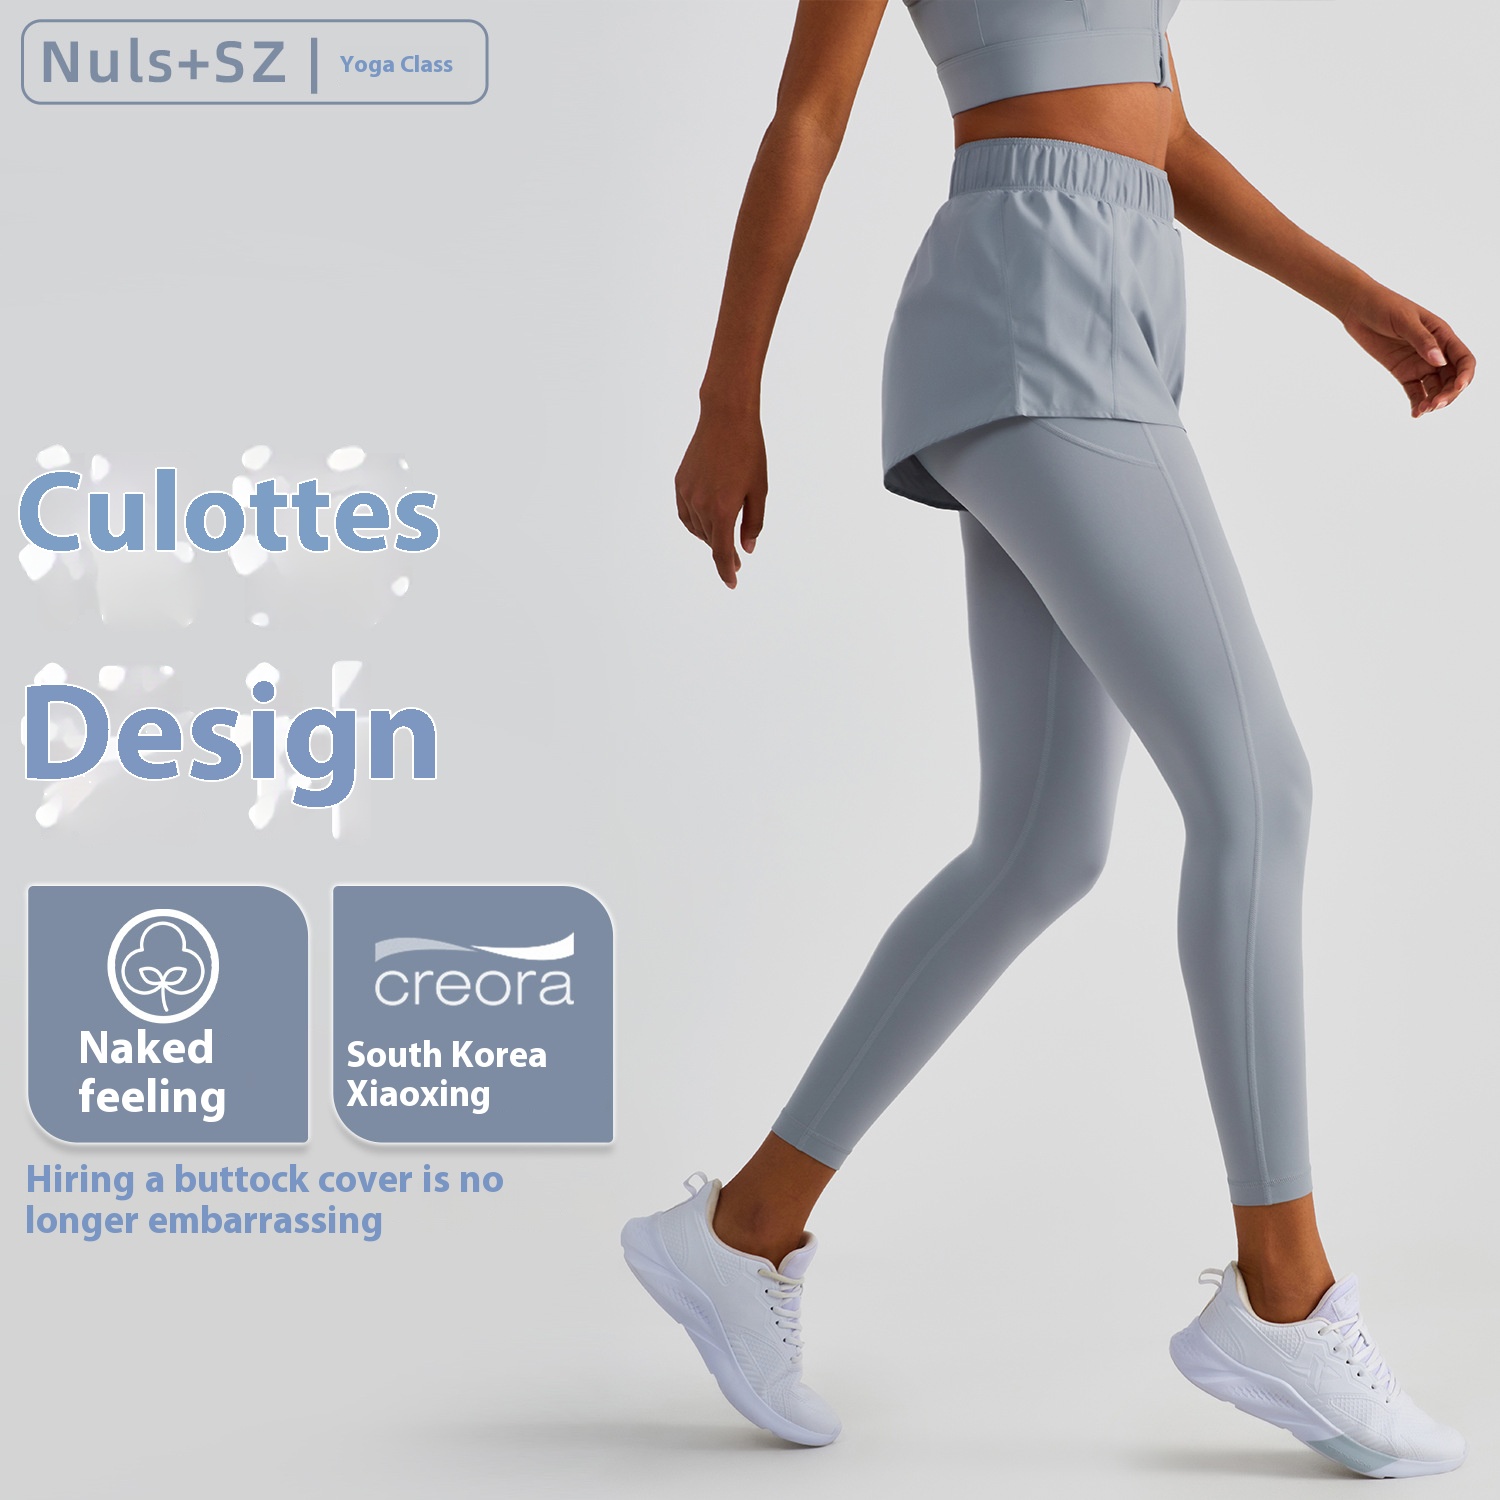 Nuls+SZ | Yoga Class
Culottes
Design
Naked
feeling
creora
South Korea
Xiaoxing
Hiring a buttock cover is no
longer embarrassing